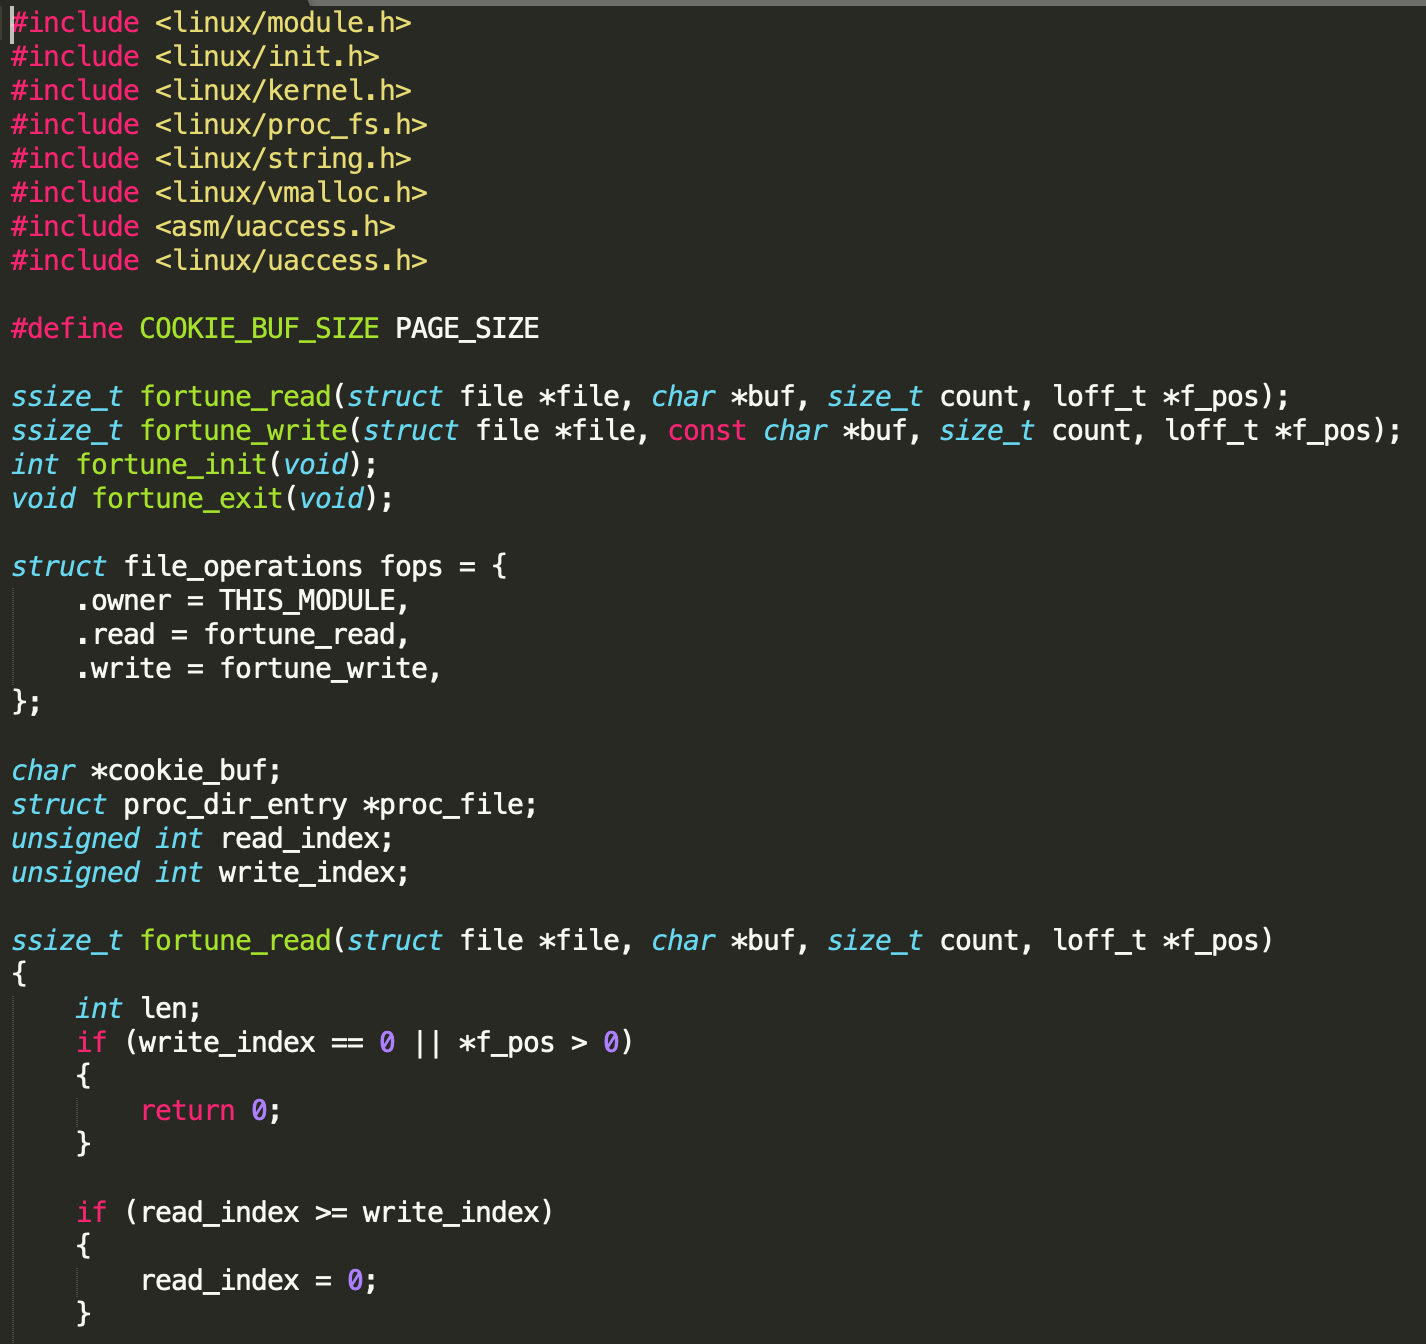 #include <linux/module.h>
#include <linux/init.h>
#include <linux/kernel.h>
#include <linux/proc_fs.h>
#include <linux/string.h>
#include <linux/vmalloc.h>
#include <asm/uaccess.h>
#include <linux/uaccess.h>

#define COOKIE_BUF_SIZE PAGE_SIZE

ssize_t fortune_read(struct file *file, char *buf, size_t count, loff_t *f_pos);
ssize_t fortune_write(struct file *file, const char *buf, size_t count, loff_t *f_pos);
int fortune_init(void);
void fortune_exit(void);

struct file_operations fops = {
    .owner = THIS_MODULE,
    .read = fortune_read,
    .write = fortune_write,
};

char *cookie_buf;
struct proc_dir_entry *proc_file;
unsigned int read_index;
unsigned int write_index;

ssize_t fortune_read(struct file *file, char *buf, size_t count, loff_t *f_pos)
{
    int len;
    if (write_index == 0 || *f_pos > 0)
    {
        return 0;
    }

    if (read_index >= write_index)
    {
        read_index = 0;
    }